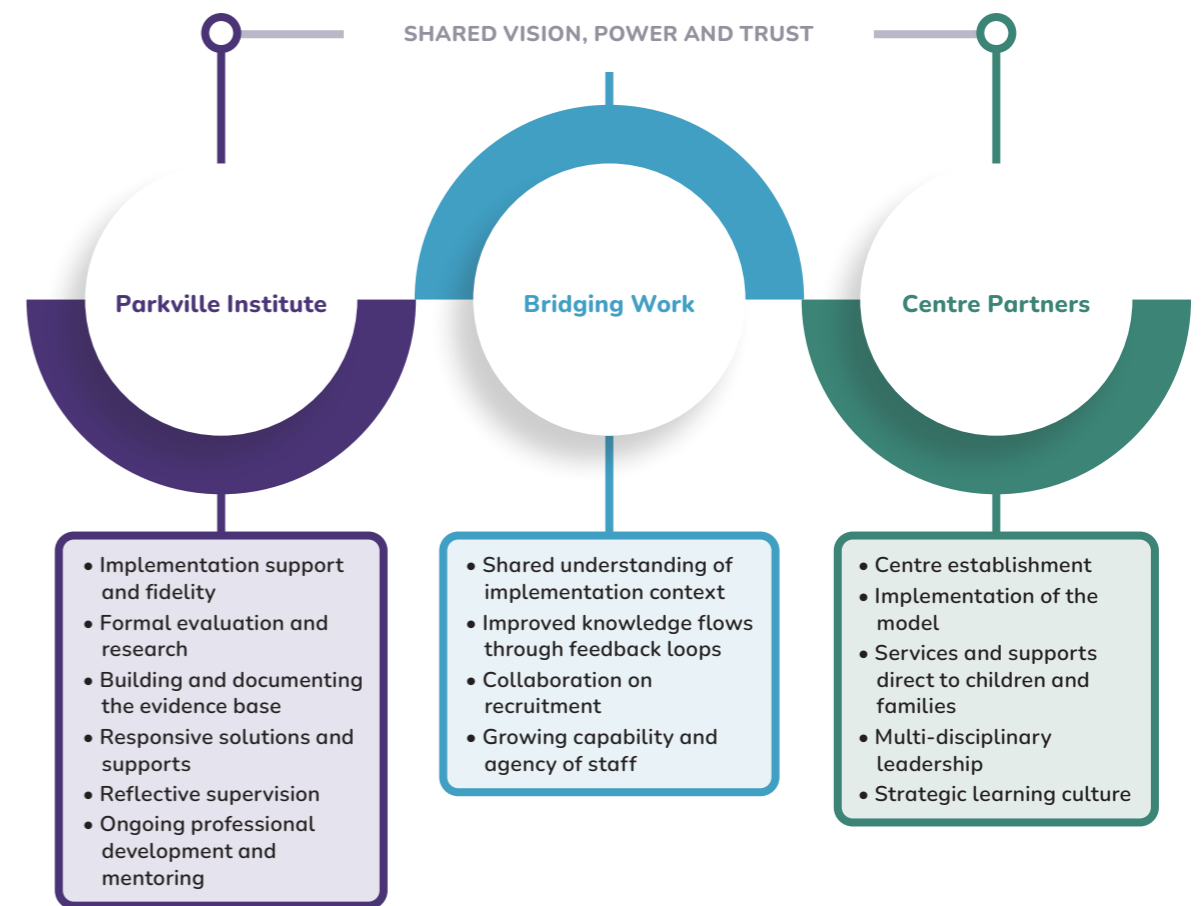 SHARED VISION, POWER AND TRUST
Parkville Institute
• Implementation support
and fidelity
• Formal evaluation and
research
• Building and documenting
the evidence base
• Responsive solutions and
supports
• Reflective supervision
• Ongoing professional
development and
mentoring
Bridging Work
• Shared understanding of
implementation context
• Improved knowledge flows
through feedback loops
• Collaboration on
recruitment
• Growing capability and
agency of staff
Centre Partners
• Centre establishment
• Implementation of the
model
• Services and supports
direct to children and
families
• Multi-disciplinary
leadership
• Strategic learning culture